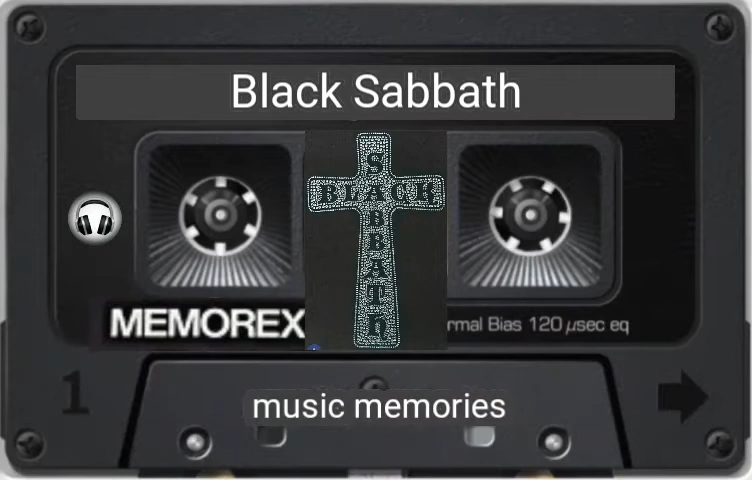 Black Sabbath
BLACK
SABBATH
MEMOREX
rmal Bias 120 µsec eq
1
music memories